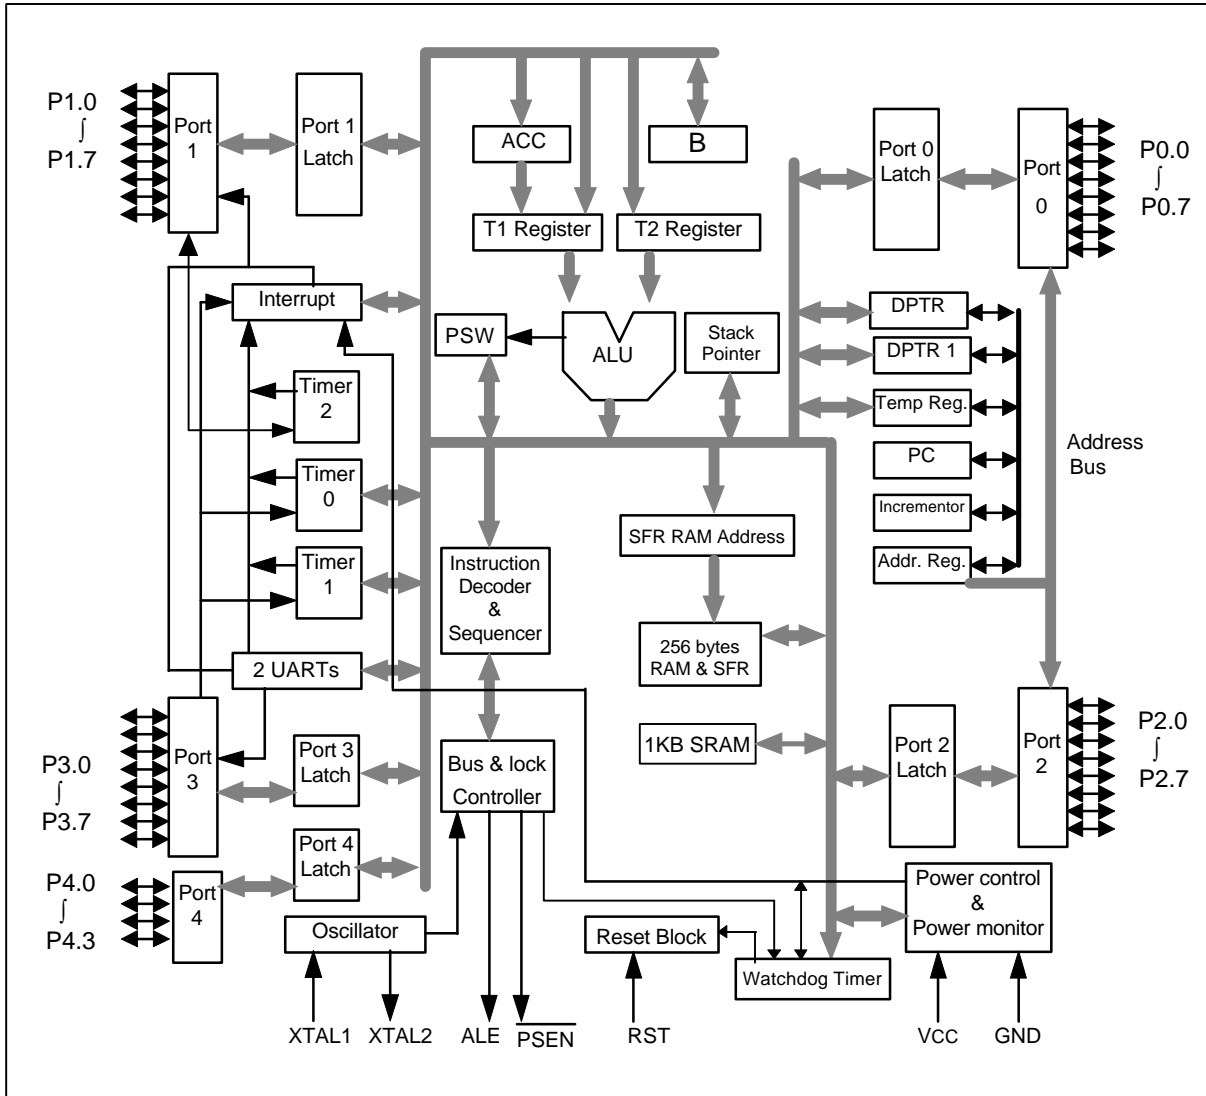 P1.0
∫
P1.7
Port
1
Port 1
Latch
ACC
B
T1 Register
T2 Register
Port 0
Latch
Port
0
P0.0
∫
P0.7
Interrupt
PSW
ALU
Stack
Pointer
DPTR
DPTR 1
Temp Reg.
PC
Incrementor
Addr. Reg.
Address
Bus
Timer
2
Timer
0
Timer
1
Instruction
Decoder
&
Sequencer
SFR RAM Address
256 bytes
RAM & SFR
2 UARTs
1KB SRAM
P3.0
∫
P3.7
Port
3
Port 3
Latch
Bus & lock
Controller
Port 2
Latch
Port
2
P2.0
∫
P2.7
P4.0
∫
P4.3
Port
4
Port 4
Latch
Oscillator
Reset Block
Watchdog Timer
Power control
&
Power monitor
XTAL1
XTAL2
ALE
PSEN
RST
VCC
GND